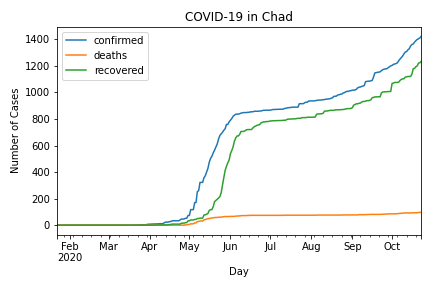 COVID-19 in Chad
confirmed
deaths
recovered
Number of Cases
1400
1200
1000
800
600
400
200
0
Feb Mar Apr May Jun Jul Aug Sep Oct
2020
Day